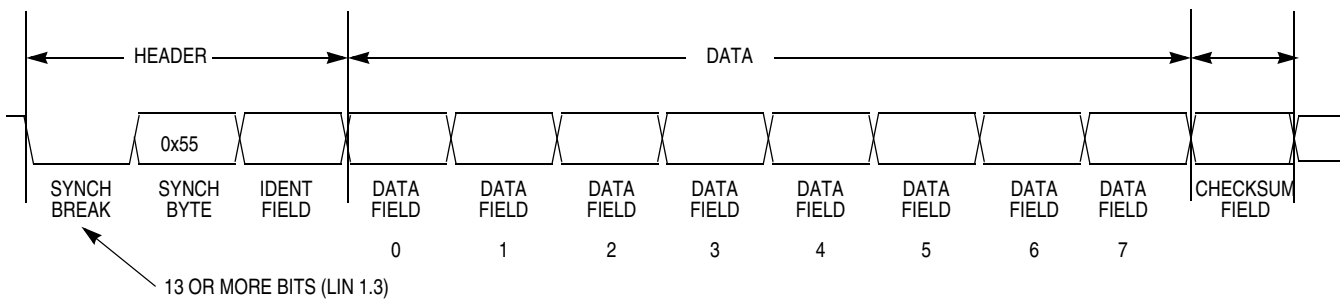 HEADER
DATA
0x55
SYNCH
BREAK
SYNCH
BYTE
IDENT
FIELD
DATA
FIELD
0
DATA
FIELD
1
DATA
FIELD
2
DATA
FIELD
3
DATA
FIELD
4
DATA
FIELD
5
DATA
FIELD
6
DATA
FIELD
7
CHECKSUM
FIELD
13 OR MORE BITS (LIN 1.3)